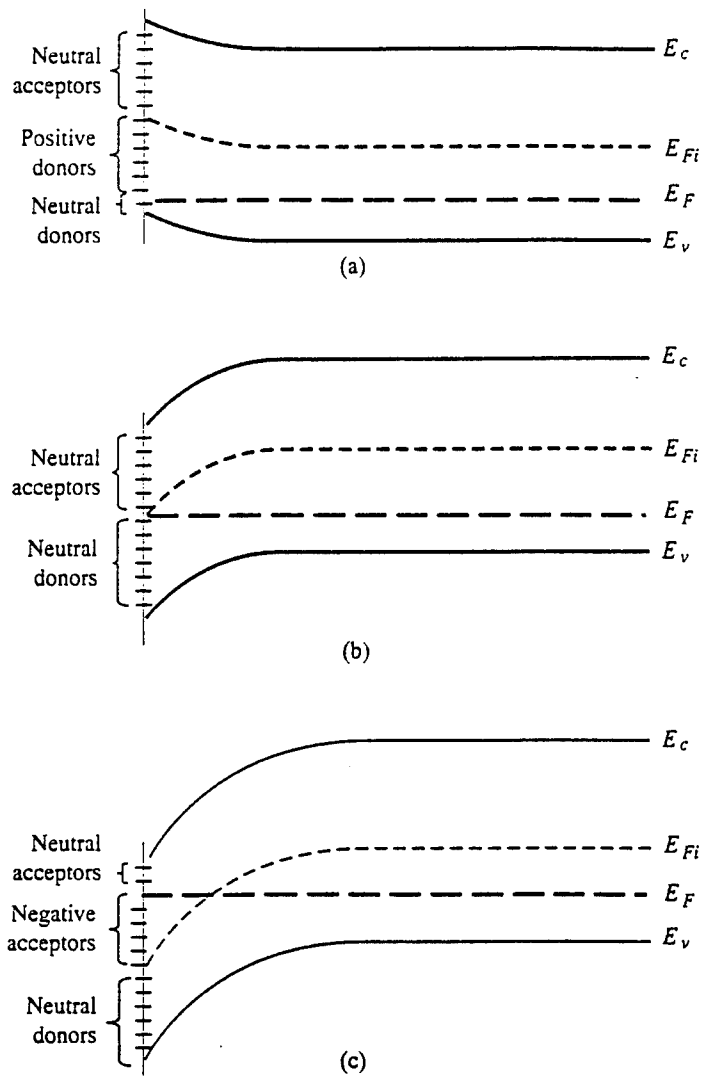 E_c
Neutral
acceptors
Positive
donors
E_Fi
E_F
Neutral
donors
E_v
(a)
E_c
Neutral
acceptors
E_Fi
E_F
Neutral
donors
E_v
(b)
E_c
Neutral
acceptors
E_Fi
E_F
Negative
acceptors
E_v
Neutral
donors
(c)